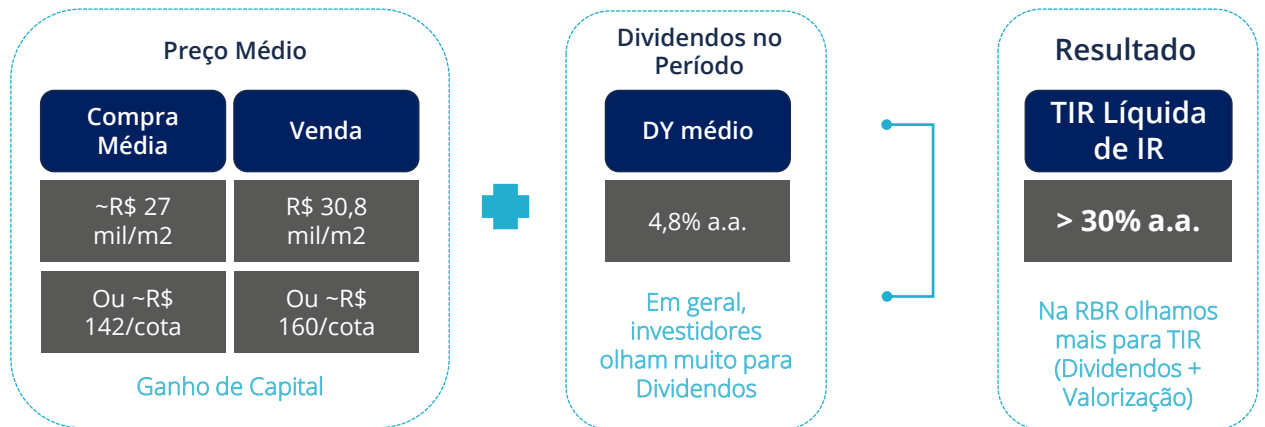 Preço Médio
Compra
Média
Venda
~R$ 27
mil/m2
R$ 30,8
mil/m2
Ou ~R$
142/cota
Ou ~R$
160/cota
Ganho de Capital
Dividendos no
Período
DY médio
4,8% a.a.
Em geral,
investidores
olham muito para
Dividendos
Resultado
TIR Líquida
de IR
> 30% a.a.
Na RBR olhamos
mais para TIR
(Dividendos +
Valorização)